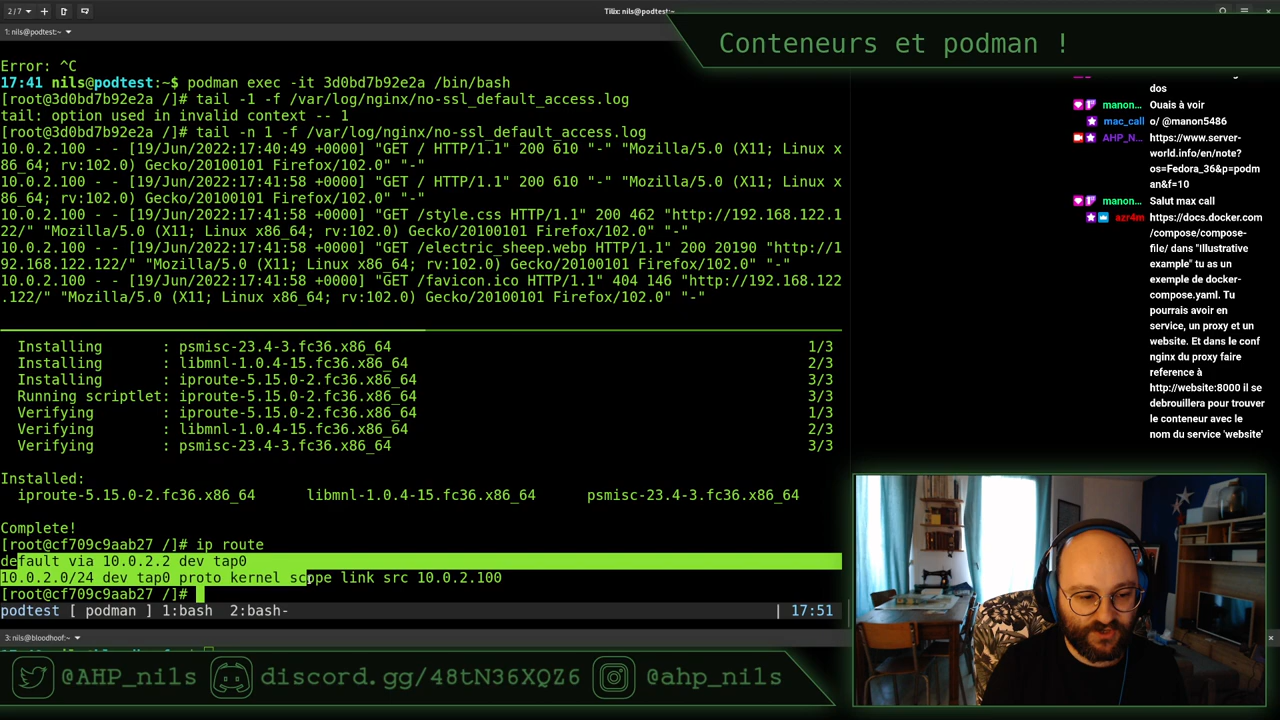 2 / 7
Tilix: nils@podtest:~
1: nils@podtest:~
Conteneurs et podman !
Error: ^C
17:41 nils@podtest:~$ podman exec -it 3d0bd7b92e2a /bin/bash
[root@3d0bd7b92e2a /]# tail -1 -f /var/log/nginx/no-ssl_default_access.log
tail: option used in invalid context -- 1
[root@3d0bd7b92e2a /]# tail -n 1 -f /var/log/nginx/no-ssl_default_access.log
10.0.2.100 - - [19/Jun/2022:17:40:49 +0000] "GET / HTTP/1.1" 200 610 "-" "Mozilla/5.0 (X11; Linux x
86_64; rv:102.0) Gecko/20100101 Firefox/102.0" "-"
10.0.2.100 - - [19/Jun/2022:17:41:58 +0000] "GET / HTTP/1.1" 200 610 "-" "Mozilla/5.0 (X11; Linux x
86_64; rv:102.0) Gecko/20100101 Firefox/102.0" "-"
10.0.2.100 - - [19/Jun/2022:17:41:58 +0000] "GET /style.css HTTP/1.1" 200 462 "http://192.168.122.1
22/" "Mozilla/5.0 (X11; Linux x86_64; rv:102.0) Gecko/20100101 Firefox/102.0" "-"
10.0.2.100 - - [19/Jun/2022:17:41:58 +0000] "GET /electric_sheep.webp HTTP/1.1" 200 20190 "http://1
92.168.122.122/" "Mozilla/5.0 (X11; Linux x86_64; rv:102.0) Gecko/20100101 Firefox/102.0" "-"
10.0.2.100 - - [19/Jun/2022:17:41:58 +0000] "GET /favicon.ico HTTP/1.1" 404 146 "http://192.168.122
.122/" "Mozilla/5.0 (X11; Linux x86_64; rv:102.0) Gecko/20100101 Firefox/102.0" "-"
Installing : psmisc-23.4-3.fc36.x86_64 1/3
Installing : libmnl-1.0.4-15.fc36.x86_64 2/3
Installing : iproute-5.15.0-2.fc36.x86_64 3/3
Running scriptlet: iproute-5.15.0-2.fc36.x86_64 3/3
Verifying : iproute-5.15.0-2.fc36.x86_64 1/3
Verifying : libmnl-1.0.4-15.fc36.x86_64 2/3
Verifying : psmisc-23.4-3.fc36.x86_64 3/3
Installed:
iproute-5.15.0-2.fc36.x86_64 libmnl-1.0.4-15.fc36.x86_64 psmisc-23.4-3.fc36.x86_64
Complete!
[root@cf709c9aab27 /]# ip route
default via 10.0.2.2 dev tap0
10.0.2.0/24 dev tap0 proto kernel scope link src 10.0.2.100
[root@cf709c9aab27 /]#
podtest [ podman ] 1:bash 2:bash- | 17:51
3: nils@bloodhoof:~
dos
manon... Ouais à voir
mac_call o/ @manon5486
AHP_N... https://www.server-
world.info/en/note?
os=Fedora_36&p=podm
an&f=10
manon... Salut max call
azr4m https://docs.docker.com
/compose/compose-
file/ dans "Illustrative
example" tu as un
exemple de docker-
compose.yaml. Tu
pourrais avoir en
service, un proxy et un
website. Et dans le conf
nginx du proxy faire
reference à
http://website:8000 il se
debrouillera pour trouver
le conteneur avec le
nom du service 'website'
@AHP_nils discord.gg/48tN36XQZ6 @ahp_nils